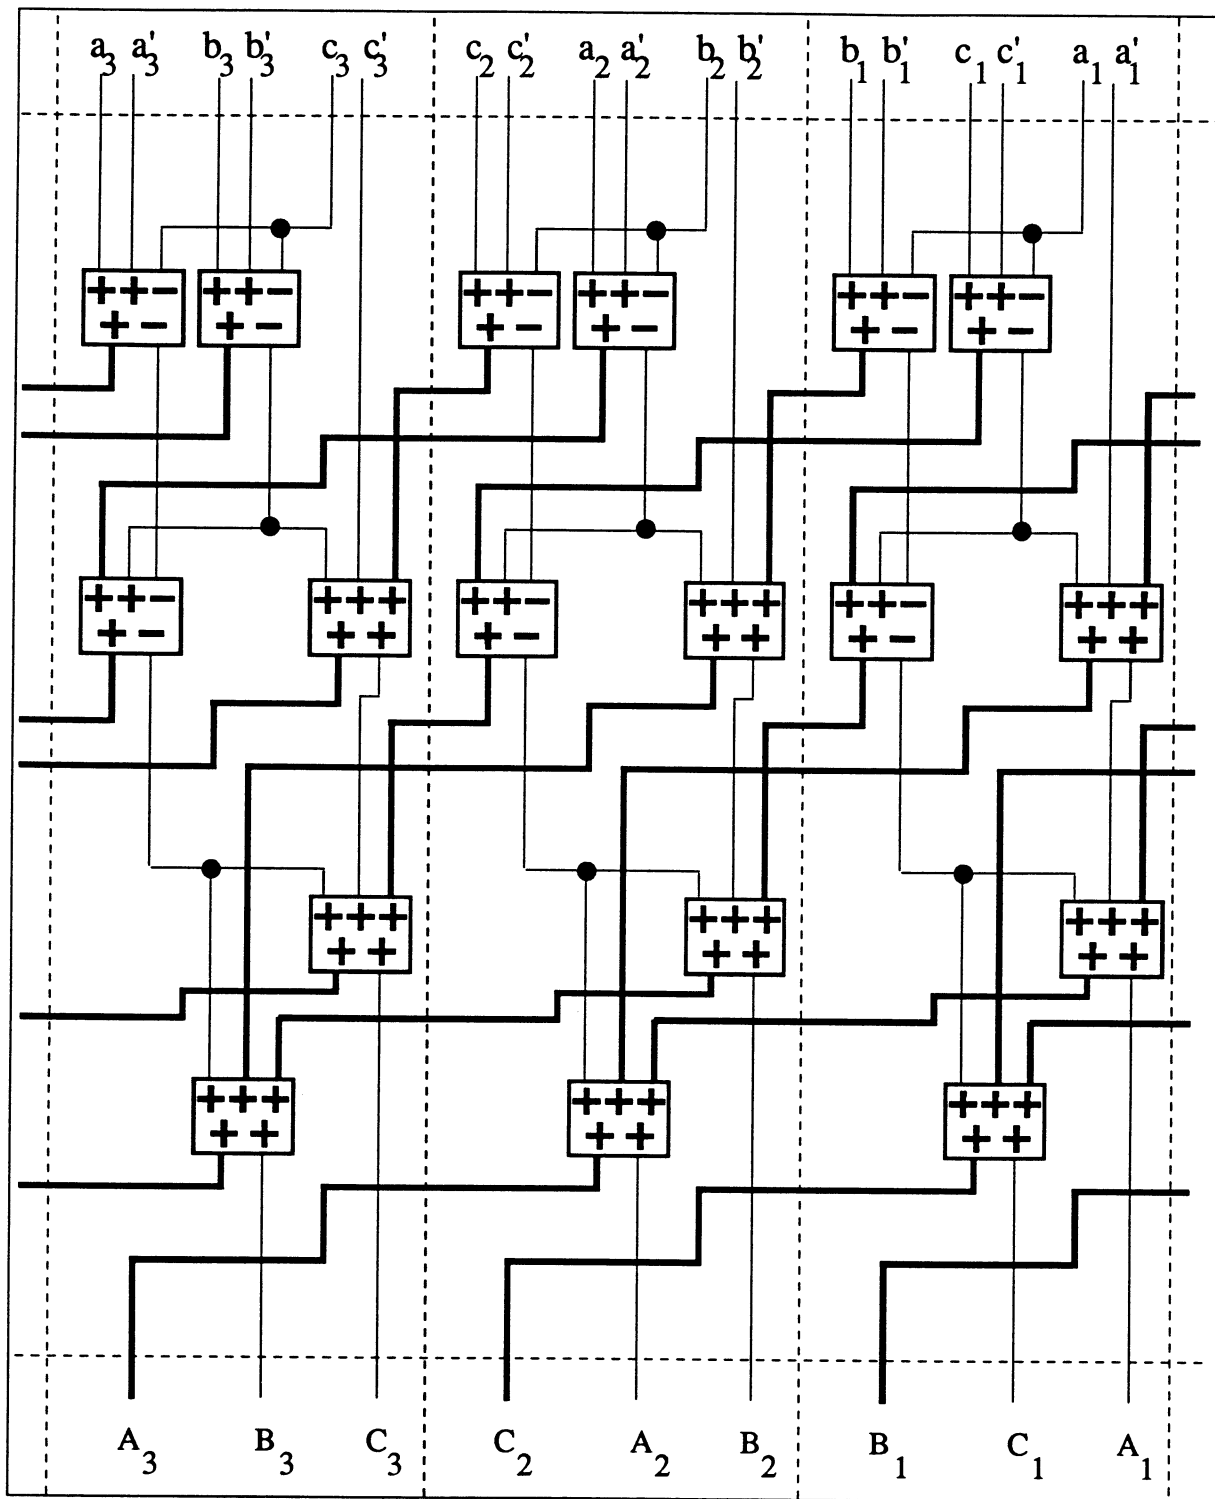 a₃ a'₃ b₃ b'₃ c₃ c'₃ c₂ c'₂ a₂ a'₂ b₂ b'₂ b₁ b'₁ c₁ c'₁ a₁ a'₁
+ + − + + − + + − + + − + + − + + −
+ − + − + − + − + − + −
+ + − + + + + + − + + + + + − + + +
+ − + + + − + + + − + +
+ + + + + + + + +
+ + + + + +
+ + + + + + + + +
+ + + + + +
A₃ B₃ C₃ C₂ A₂ B₂ B₁ C₁ A₁